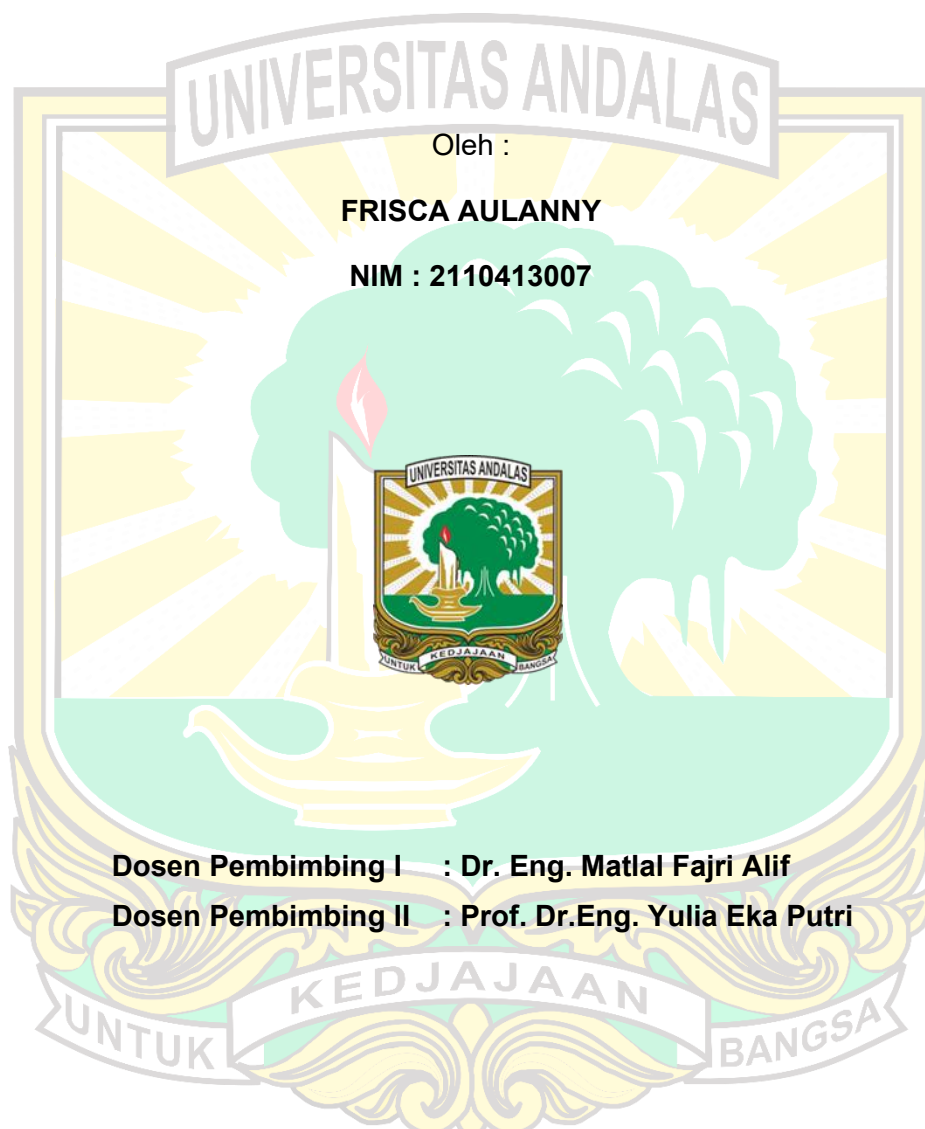 UNIVERSITAS ANDALAS
Oleh :
FRISCA AULANNY
NIM : 2110413007
UNIVERSITAS ANDALAS
UNTUK KEDJAJAAN BANGSA
Dosen Pembimbing I : Dr. Eng. Matlal Fajri Alif
Dosen Pembimbing II : Prof. Dr.Eng. Yulia Eka Putri
UNTUK KEDJAJAAN BANGSA